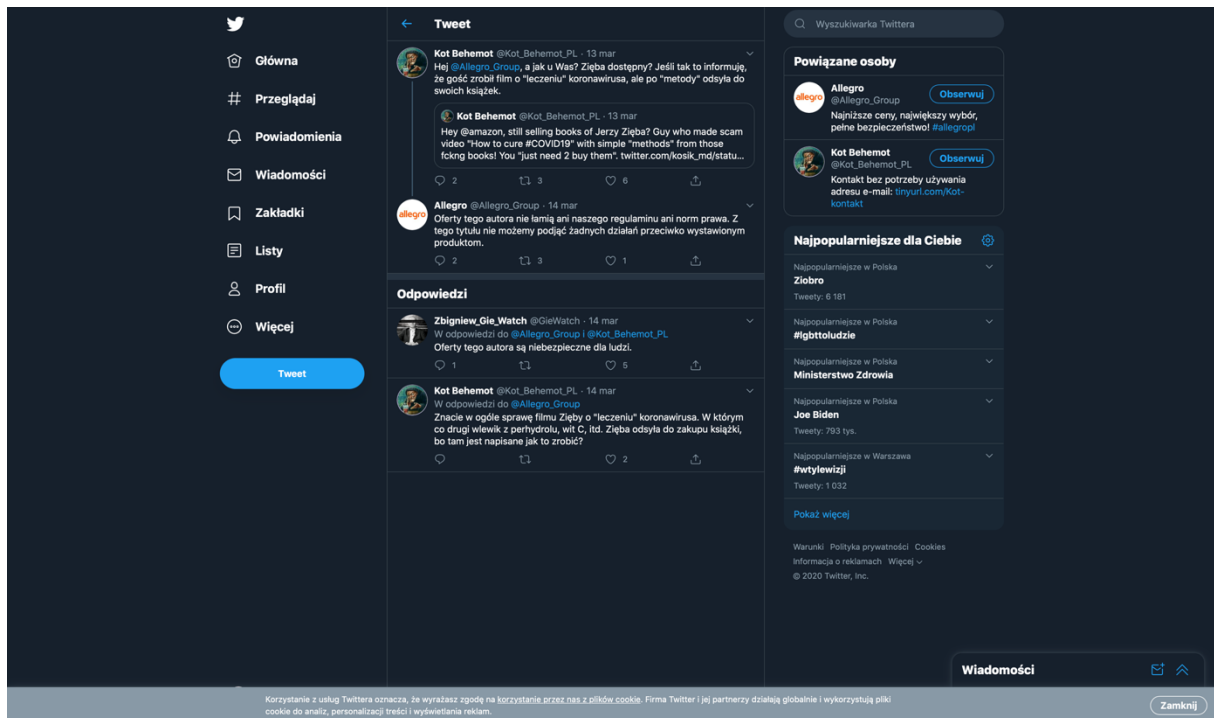 Główna
Przeglądaj
Powiadomienia
Wiadomości
Zakładki
Listy
Profil
Więcej
Tweet
Tweet
Kot Behemot @Kot_Behemot_PL · 13 mar
Hej @Allegro_Group, a jak u Was? Zięba dostępny? Jeśli tak to informuję,
że gość zrobił film o "leczeniu" koronawirusa, ale po "metody" odsyła do
swoich książek.
Kot Behemot @Kot_Behemot_PL · 13 mar
Hey @amazon, still selling books of Jerzy Zięba? Guy who made scam
video "How to cure #COVID19" with simple "methods" from those
fckng books! You "just need 2 buy them". twitter.com/kosik_md/statu...
2 3 6
allegro
Allegro @Allegro_Group · 14 mar
Oferty tego autora nie łamią ani naszego regulaminu ani norm prawa. Z
tego tytułu nie możemy podjąć żadnych działań przeciwko wystawionym
produktom.
2 3 1
Odpowiedzi
Zbigniew_Gie_Watch @GieWatch · 14 mar
W odpowiedzi do @Allegro_Group i @Kot_Behemot_PL
Oferty tego autora są niebezpieczne dla ludzi.
1 5
Kot Behemot @Kot_Behemot_PL · 14 mar
W odpowiedzi do @Allegro_Group
Znacie w ogóle sprawę filmu Zięby o "leczeniu" koronawirusa. W którym
co drugi wlewik z perhydrolu, wit C, itd. Zięba odsyła do zakupu książki,
bo tam jest napisane jak to zrobić?
2
Wyszukiwarka Twittera
Powiązane osoby
allegro
Allegro
@Allegro_Group
Obserwuj
Najniższe ceny, największy wybór,
pełne bezpieczeństwo! #allegropl
Kot Behemot
@Kot_Behemot_PL
Obserwuj
Kontakt bez potrzeby używania
adresu e-mail: tinyurl.com/Kot-
kontakt
Najpopularniejsze dla Ciebie
Najpopularniejsze w Polska
Ziobro
Tweety: 6 181
Najpopularniejsze w Polska
#lgbttoludzie
Najpopularniejsze w Polska
Ministerstwo Zdrowia
Najpopularniejsze w Polska
Joe Biden
Tweety: 793 tys.
Najpopularniejsze w Warszawa
#wtylewizji
Tweety: 1 032
Pokaż więcej
Warunki Polityka prywatności Cookies
Informacja o reklamach Więcej
© 2020 Twitter, Inc.
Wiadomości
Korzystanie z usług Twittera oznacza, że wyrażasz zgodę na korzystanie przez nas z plików cookie. Firma Twitter i jej partnerzy działają globalnie i wykorzystują pliki
cookie do analiz, personalizacji treści i wyświetlania reklam.
Zamknij